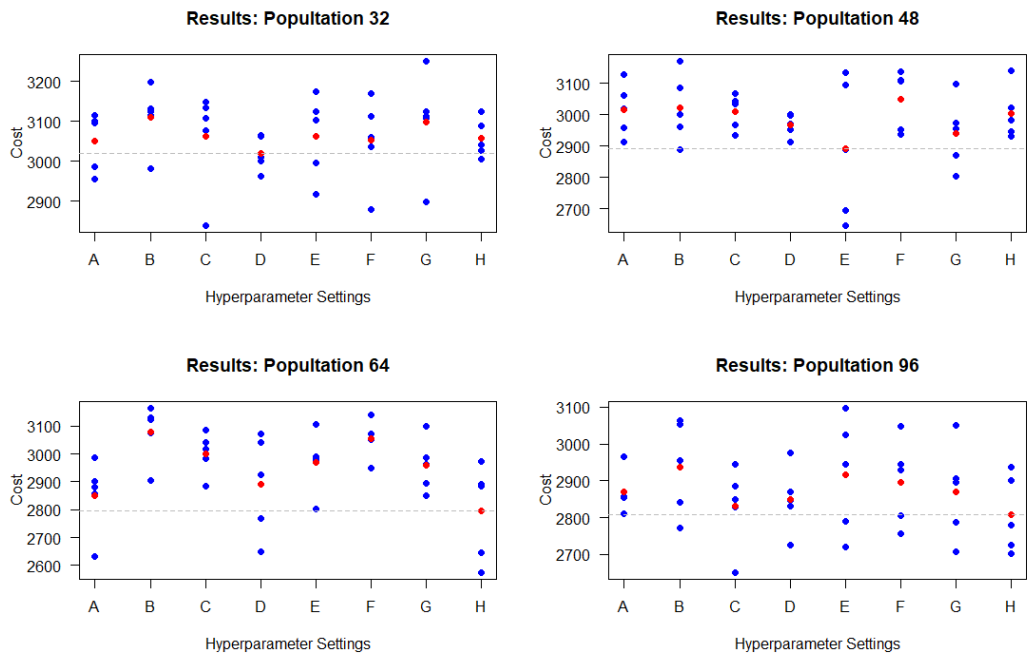 Results: Popultation 32
3200
3100
3000
2900
Cost
A B C D E F G H
Hyperparameter Settings
Results: Popultation 48
3100
3000
2900
2800
2700
Cost
A B C D E F G H
Hyperparameter Settings
Results: Popultation 64
3100
3000
2900
2800
2700
2600
Cost
A B C D E F G H
Hyperparameter Settings
Results: Popultation 96
3100
3000
2900
2800
2700
Cost
A B C D E F G H
Hyperparameter Settings